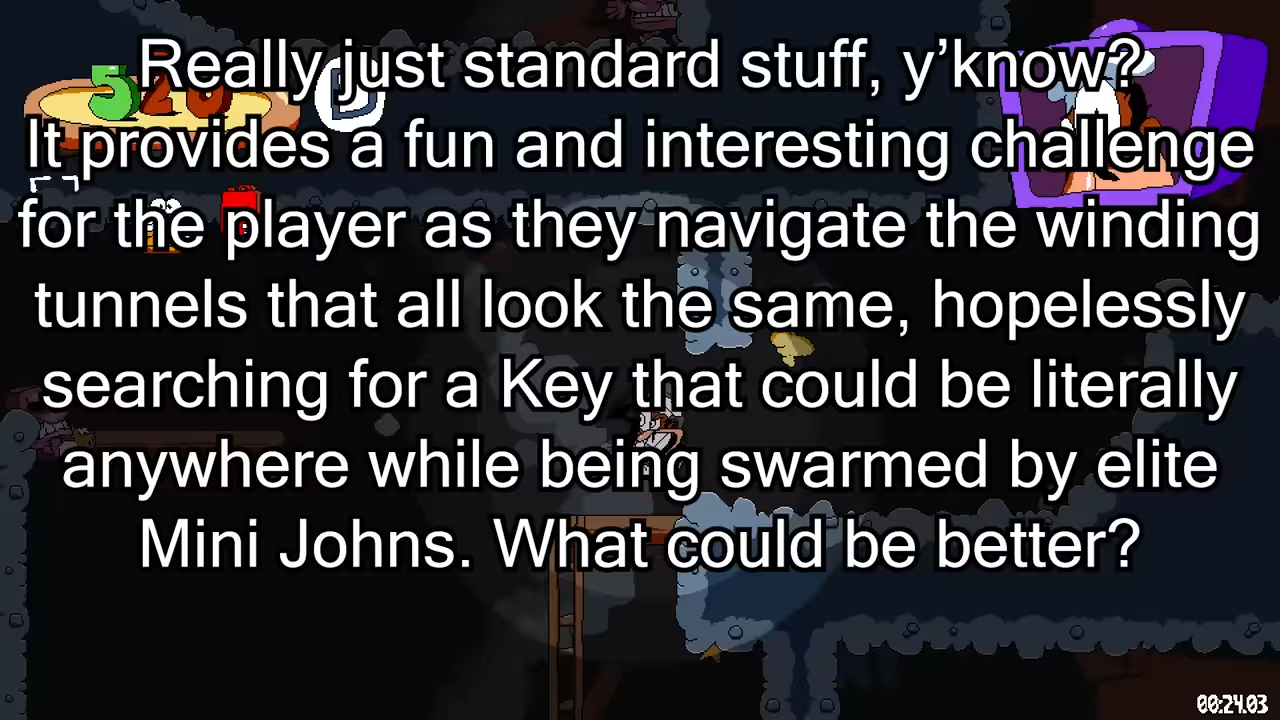 Really just standard stuff, y’know?
It provides a fun and interesting challenge
for the player as they navigate the winding
tunnels that all look the same, hopelessly
searching for a Key that could be literally
anywhere while being swarmed by elite
Mini Johns. What could be better?
520
D
00:24.03